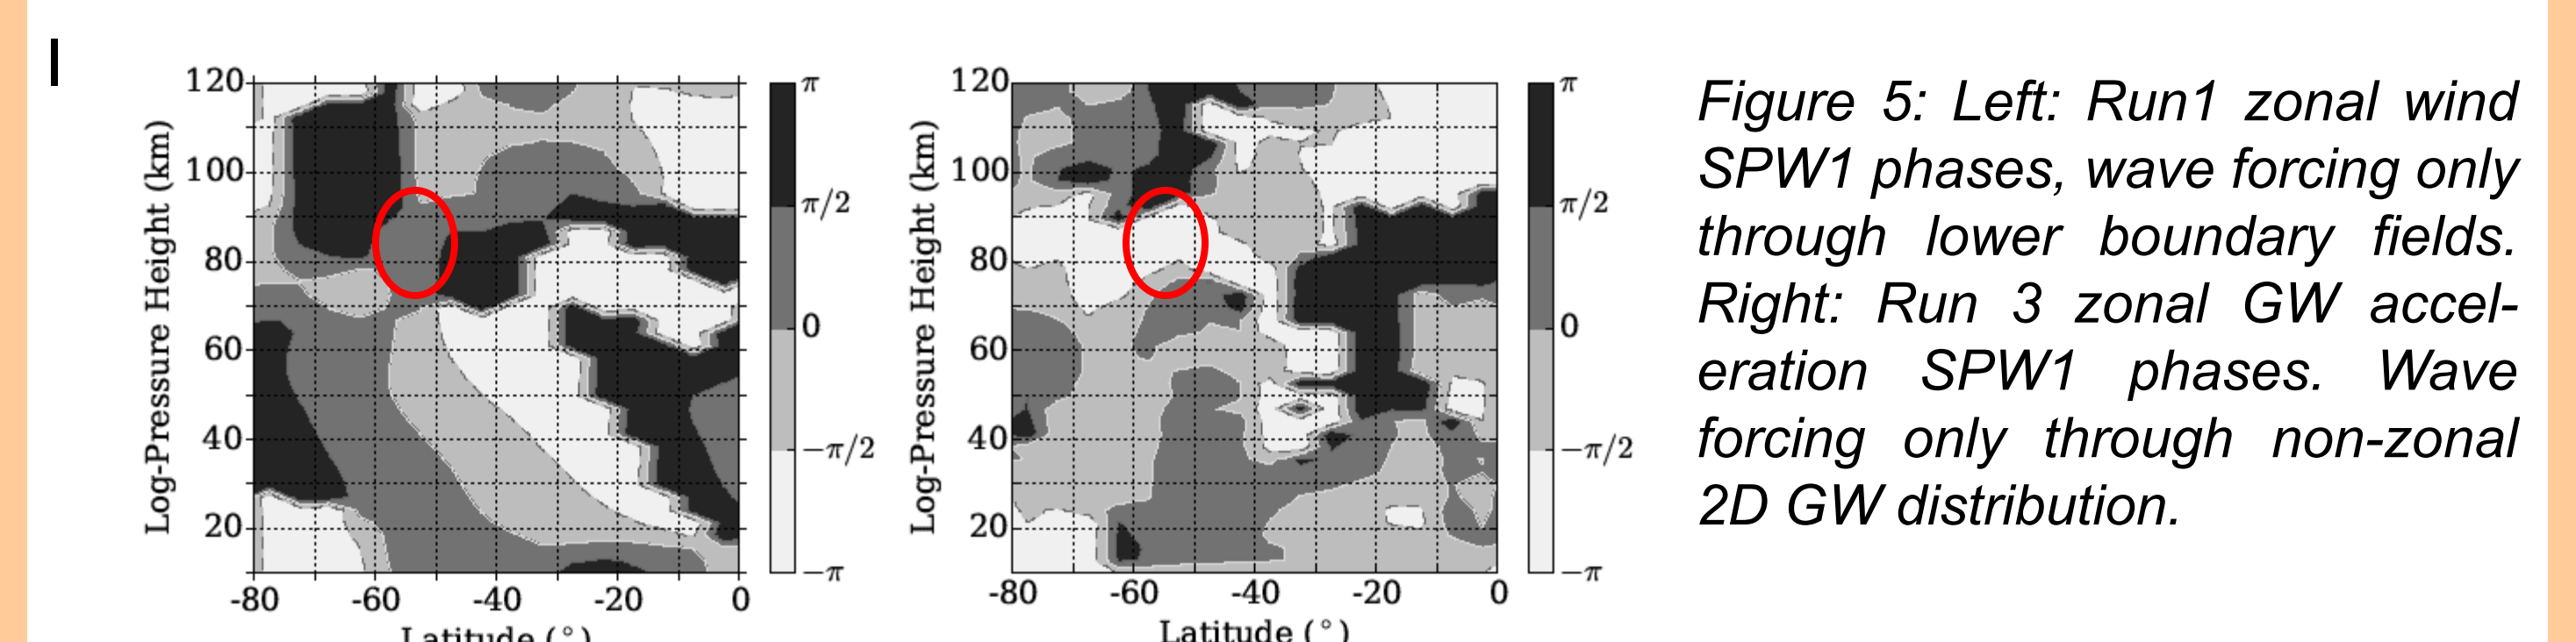 120
100
80
60
40
20
Log-Pressure Height (km)
-80 -60 -40 -20 0
Latitude (°)
π
π/2
0
−π/2
−π
120
100
80
60
40
20
Log-Pressure Height (km)
-80 -60 -40 -20 0
Latitude (°)
π
π/2
0
−π/2
−π
Figure 5: Left: Run1 zonal wind
SPW1 phases, wave forcing only
through lower boundary fields.
Right: Run 3 zonal GW accel-
eration SPW1 phases. Wave
forcing only through non-zonal
2D GW distribution.